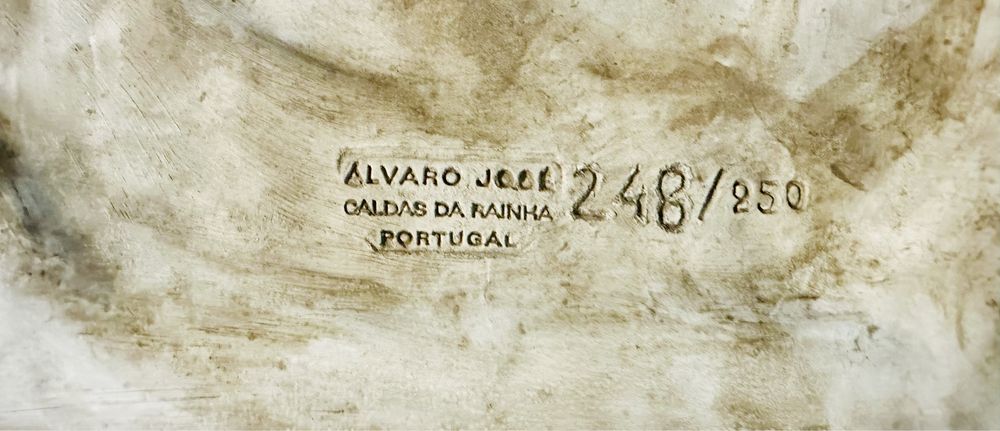 ALVARO JOSÉ 248/250
CALDAS DA RAINHA
PORTUGAL